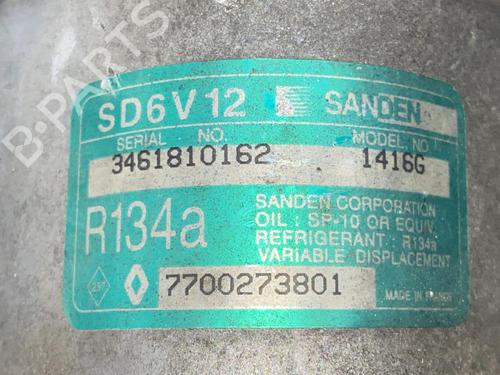 B-PARTS
SD6V12 SANDEN
SERIAL NO. MODEL NO
3461810162 1416G
R134a
SANDEN CORPORATION
OIL : SP-10 OR EQUIV.
REFRIGERANT : R134a
VARIABLE DISPLACEMENT
7700273801
MADE IN FRANCE